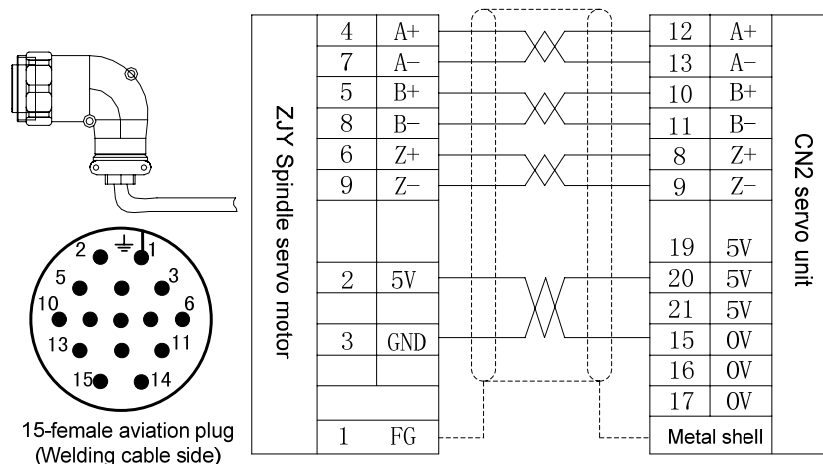 4 A+
7 A-
5 B+
8 B-
6 Z+
9 Z-
2 5V
3 GND
1 FG
ZJY Spindle servo motor
12 A+
13 A-
10 B+
11 B-
8 Z+
9 Z-
19 5V
20 5V
21 5V
15 0V
16 0V
17 0V
Metal shell
CN2 servo unit
2 1
5 3
10 6
13 11
15 14
15-female aviation plug
(Welding cable side)